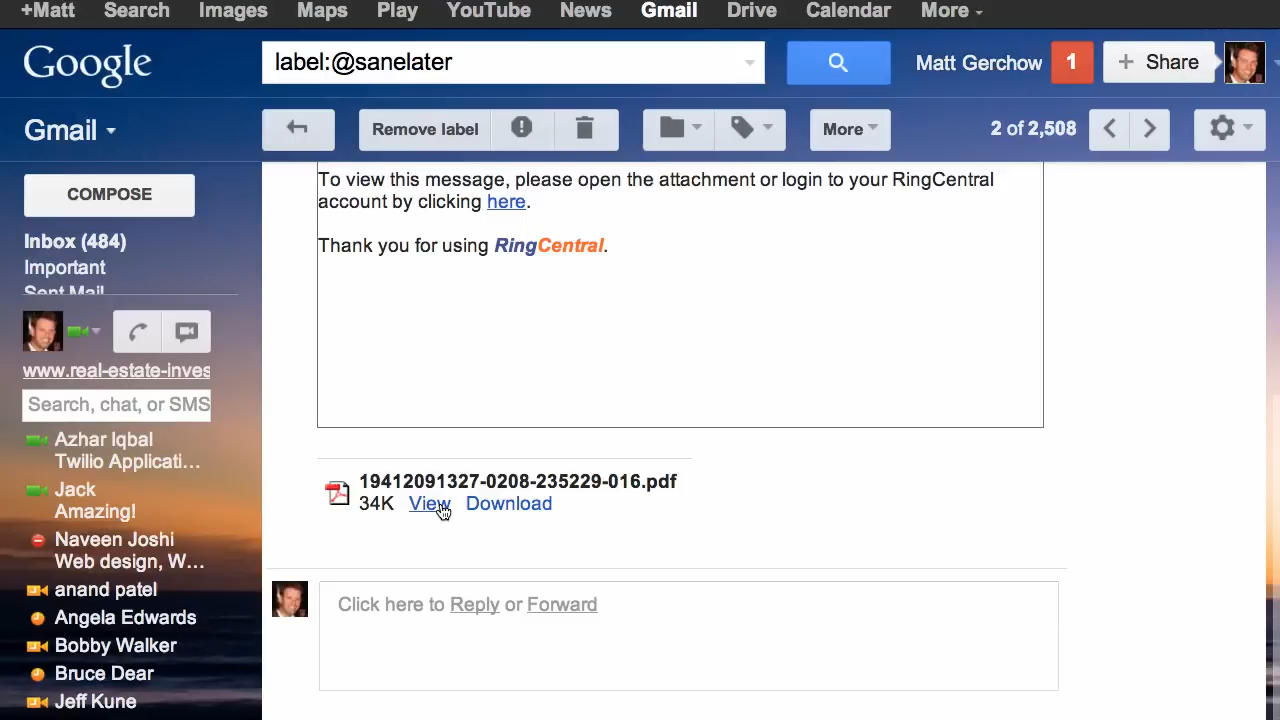 +Matt Search Images Maps Play YouTube News Gmail Drive Calendar More
Google label:@sanelater Matt Gerchow 1 + Share
Gmail Remove label More 2 of 2,508
COMPOSE
Inbox (484)
Important
Sent Mail
www.real-estate-inves
Search, chat, or SMS
Azhar Iqbal
Twilio Applicati...
Jack
Amazing!
Naveen Joshi
Web design, W...
anand patel
Angela Edwards
Bobby Walker
Bruce Dear
Jeff Kune
To view this message, please open the attachment or login to your RingCentral
account by clicking here.
Thank you for using RingCentral.
19412091327-0208-235229-016.pdf
34K View Download
Click here to Reply or Forward